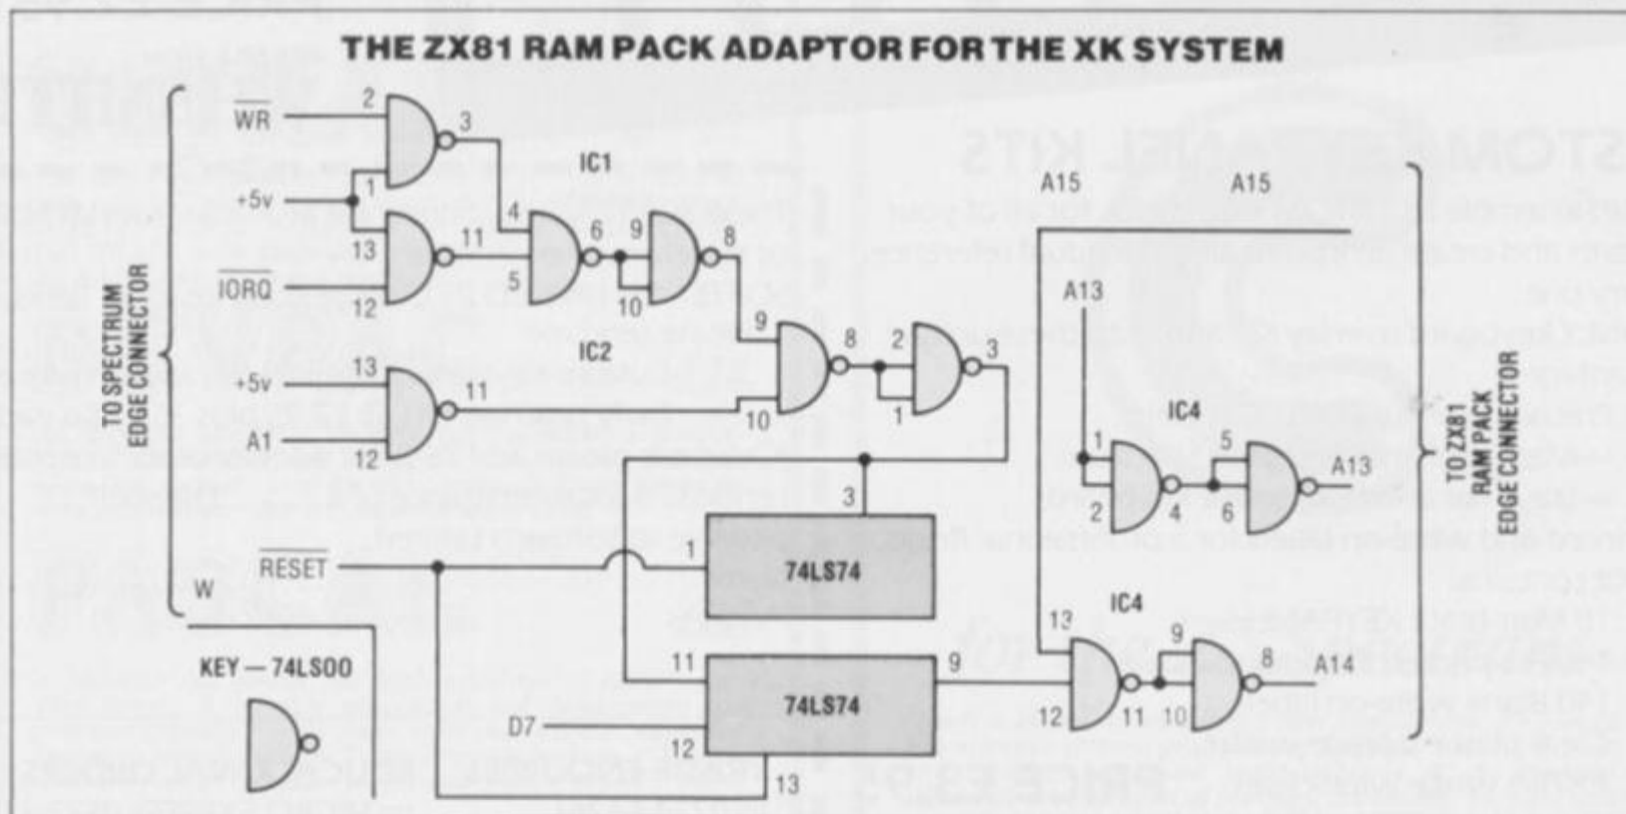 THE ZX81 RAM PACK ADAPTOR FOR THE XK SYSTEM
TO SPECTRUM
EDGE CONNECTOR
WR
+5v
IORQ
+5v
A1
RESET
W
2
1
3
13
12
11
IC1
4
5
6
9
10
8
IC2
13
12
11
9
10
8
2
1
3
3
1
74LS74
11
12
13
9
74LS74
D7
KEY — 74LS00
A15
A15
A13
IC4
1
2
4
5
6
A13
IC4
13
12
11
9
10
8
A14
TO ZX81
RAM PACK
EDGE CONNECTOR